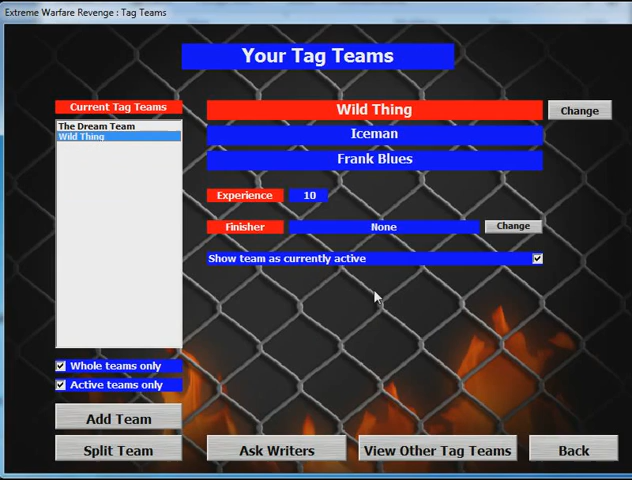 Extreme Warfare Revenge : Tag Teams
Your Tag Teams
Current Tag Teams
The Dream Team
Wild Thing
Wild Thing
Change
Iceman
Frank Blues
Experience 10
Finisher None Change
Show team as currently active
Whole teams only
Active teams only
Add Team
Split Team
Ask Writers
View Other Tag Teams
Back